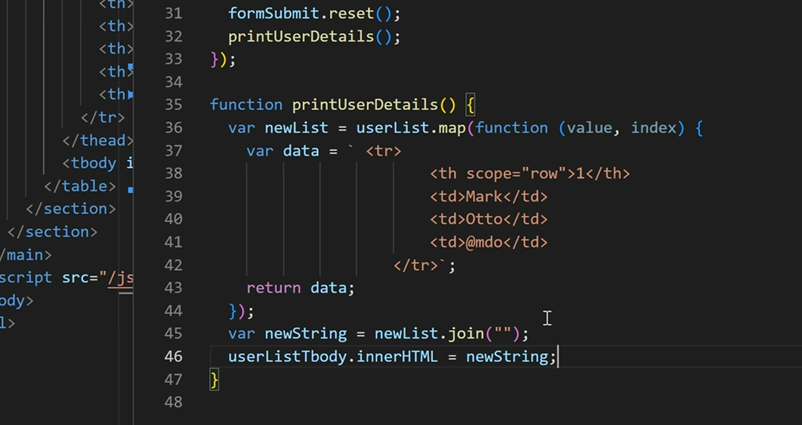 <th>
<th>
<th>
<th>
<th>
</tr>
</thead>
<tbody i
</table>
</section>
</section>
/main>
script src="/js
ody>
l>
31 formSubmit.reset();
32 printUserDetails();
33 });
34
35 function printUserDetails() {
36 var newList = userList.map(function (value, index) {
37 var data = ` <tr>
38 <th scope="row">1</th>
39 <td>Mark</td>
40 <td>Otto</td>
41 <td>@mdo</td>
42 </tr>`;
43 return data;
44 });
45 var newString = newList.join("");
46 userListTbody.innerHTML = newString;
47 }
48